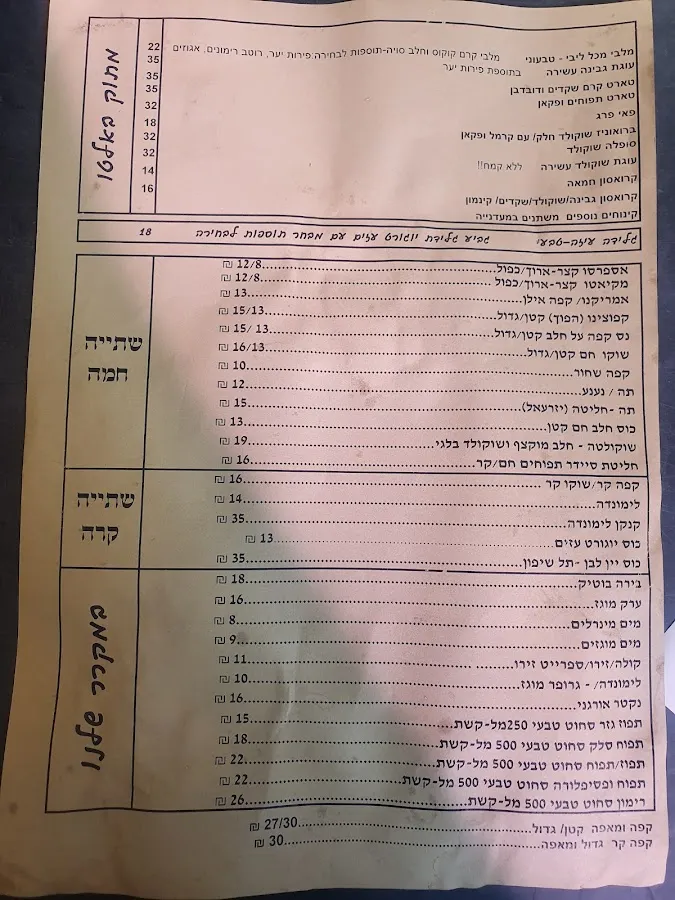 מתוק באלטו
מלבי מכל ליבי - טבעוני מלבי קרם קוקוס וחלב סויה-תוספות לבחירה:פירות יער, רוטב רימונים, אגוזים 22
עוגת גבינה עשירה בתוספת פירות יער 35
טארט קרם שקדים ודובדבן 35
טארט תפוחים ופקאן 35
פאי פרג 32
בראוניז שוקולד חלק/ עם קרמל ופקאן 18
סופלה שוקולד 32
עוגת שוקולד עשירה ללא קמח!! 32
קרואסון חמאה 14
קרואסון גבינה/שוקולד/שקדים/ קינמון 16
קינוחים נוספים משתנים במעדנייה
גלידה עיזה-טבעי גביע גלידת יוגורט עזים עם מבחר תוספות לבחירה 18
שתייה חמה
אספרסו קצר-ארוך/כפול 12/8 ₪
מקיאטו קצר-ארוך/כפול 12/8 ₪
אמריקנו/ קפה אילן 13 ₪
קפוצינו (הפוך) קטן/גדול 15/13 ₪
נס קפה על חלב קטן/גדול 15/ 13 ₪
שוקו חם קטן/גדול 16/13 ₪
קפה שחור 10 ₪
תה / נענע 12 ₪
תה -חליטה (יזרעאל) 15 ₪
כוס חלב חם קטן 13 ₪
שוקולטה - חלב מוקצף ושוקולד בלגי 19 ₪
חליטת סיידר תפוחים חם/קר 16 ₪
שתייה קרה
קפה קר/שוקו קר 16 ₪
לימונדה 14 ₪
קנקן לימונדה 35 ₪
כוס יוגורט עזים 13 ₪
כוס יין לבן -תל שיפון 35 ₪
במקרר שלנו
בירה בוטיק 18 ₪
ערק מוגז 16 ₪
מים מינרלים 8 ₪
מים מוגזים 9 ₪
קולה/זירו/ספרייט זירו 11 ₪
לימונדה/ - גרופר מוגז 10 ₪
נקטר אורגני 16 ₪
תפוז גזר סחוט טבעי 250מל-קשת 15 ₪
תפוח סלק סחוט טבעי 500 מל-קשת 18 ₪
תפוז/תפוח סחוט טבעי 500 מל-קשת 22 ₪
תפוח ופסיפלורה סחוט טבעי 500 מל-קשת 22 ₪
רימון סחוט טבעי 500 מל-קשת 26 ₪
קפה ומאפה קטן/ גדול 27/30 ₪
קפה קר גדול ומאפה 30 ₪